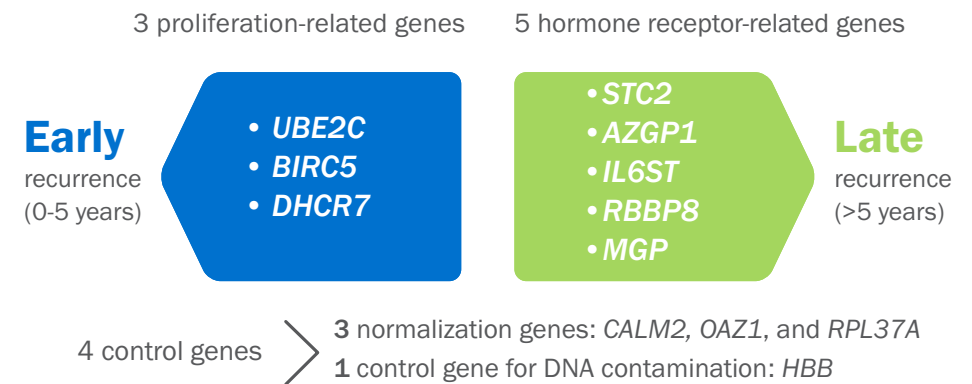 3 proliferation-related genes
5 hormone receptor-related genes
Early
recurrence
(0-5 years)
• UBE2C
• BIRC5
• DHCR7
• STC2
• AZGP1
• IL6ST
• RBBP8
• MGP
Late
recurrence
(>5 years)
4 control genes
3 normalization genes: CALM2, OAZ1, and RPL37A
1 control gene for DNA contamination: HBB